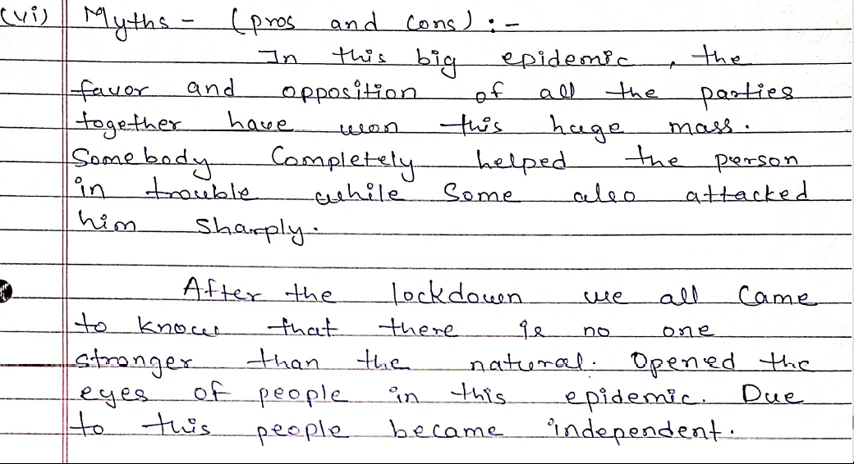 (vi) Myths - (pros and cons) :-
In this big epidemic, the
favor and opposition of all the parties
together have won this huge mass.
Somebody Completely helped the person
in trouble while Some also attacked
him Sharply.
After the lockdown we all Came
to know that there is no one
stronger than the natural. Opened the
eyes of people in this epidemic. Due
to this people became independent.